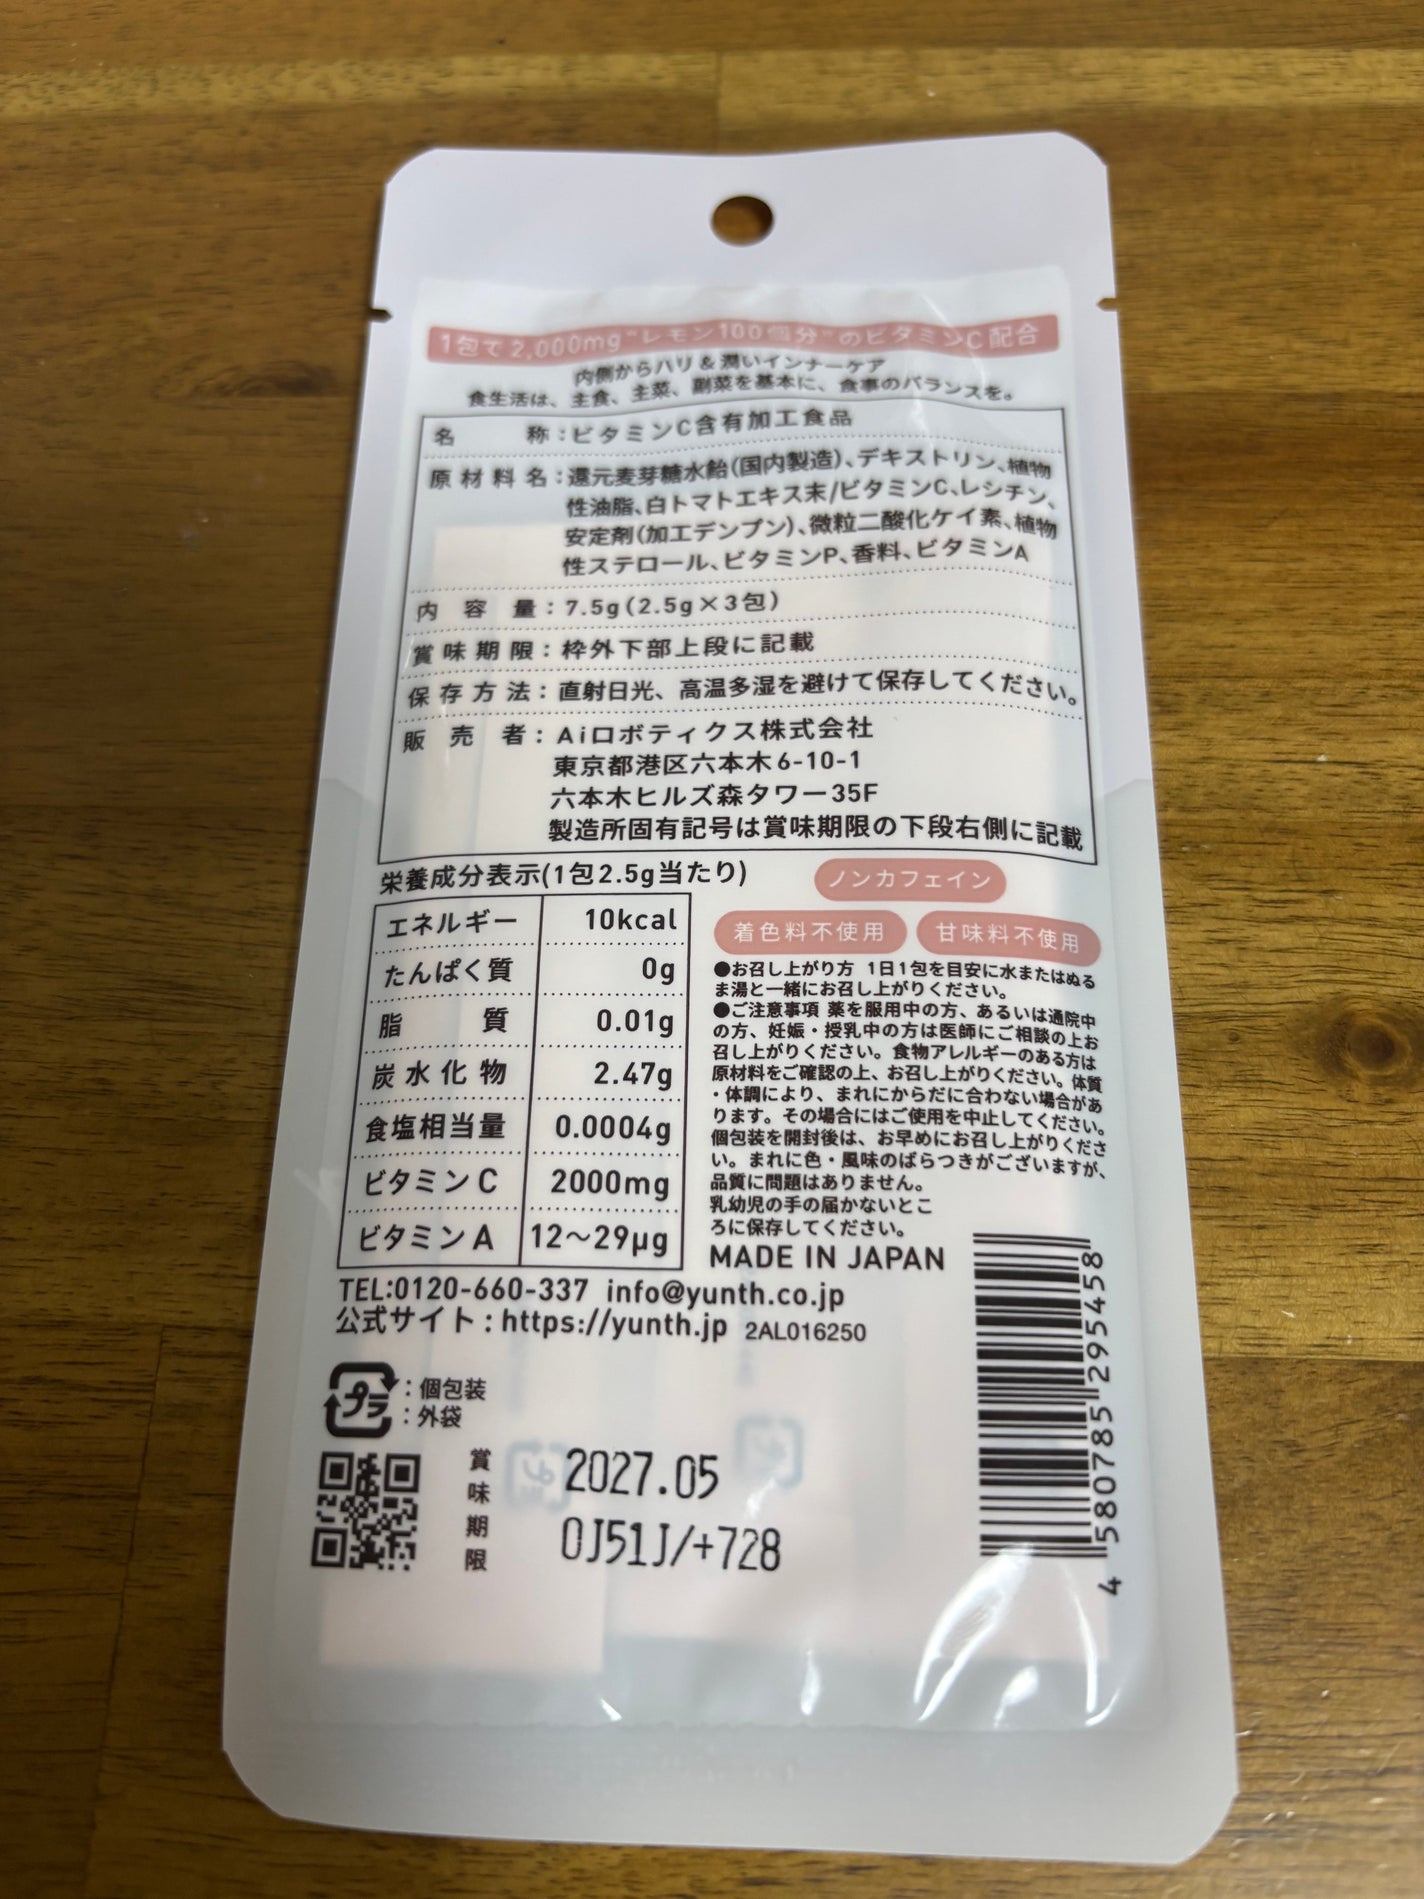 1包で2,000mg"レモン100個分"のビタミンC配合
内側からハリ&潤いインナーケア
食生活は、主食、主菜、副菜を基本に、食事のバランスを。
名称：ビタミンC含有加工食品
原材料名：還元麦芽糖水飴(国内製造)、デキストリン、植物
性油脂、白トマトエキス末/ビタミンC、レシチン、
安定剤(加工デンプン)、微粒二酸化ケイ素、植物
性ステロール、ビタミンP、香料、ビタミンA
内容量：7.5g(2.5g×3包)
賞味期限：枠外下部上段に記載
保存方法：直射日光、高温多湿を避けて保存してください。
販売者：Aiロボティクス株式会社
東京都港区六本木6-10-1
六本木ヒルズ森タワー35F
製造所固有記号は賞味期限の下段右側に記載
栄養成分表示(1包2.5g当たり)
エネルギー 10kcal
たんぱく質 0g
脂質 0.01g
炭水化物 2.47g
食塩相当量 0.0004g
ビタミンC 2000mg
ビタミンA 12～29μg
ノンカフェイン
着色料不使用 甘味料不使用
●お召し上がり方 1日1包を目安に水またはぬる
ま湯と一緒にお召し上がりください。
●ご注意事項 薬を服用中の方、あるいは通院中
の方、妊娠・授乳中の方は医師にご相談の上お
召し上がりください。食物アレルギーのある方は
原材料をご確認の上、お召し上がりください。体質
・体調により、まれにからだに合わない場合があ
ります。その場合にはご使用を中止してください。
個包装を開封後は、お早めにお召し上がりくださ
い。まれに色・風味のばらつきがございますが、
品質に問題はありません。
乳幼児の手の届かないとこ
ろに保存してください。
MADE IN JAPAN
TEL:0120-660-337 info@yunth.co.jp
公式サイト：https://yunth.jp 2AL016250
プラ
：個包装
：外袋
賞味期限
2027.05
0J51J/+728
4 580785 295458